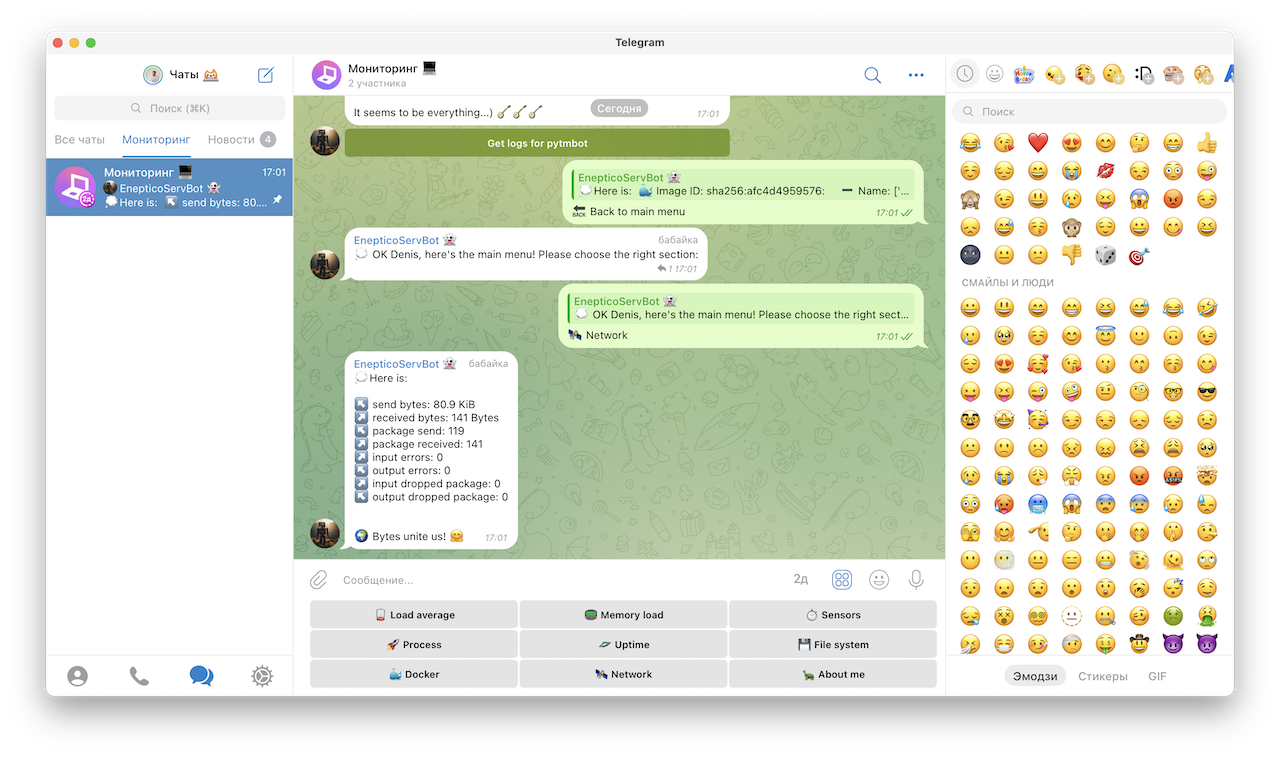 Telegram
Чаты
Поиск (⌘K)
Все чаты
Мониторинг
Новости 4
Мониторинг 17:01
EnepticoServBot
Here is: send bytes: 80....
Мониторинг
2 участника
It seems to be everything...) 17:01
Сегодня
Get logs for pytmbot
EnepticoServBot
Here is: Image ID: sha256:afc4d4959576: Name: ['...
Back to main menu 17:01
EnepticoServBot бабайка
OK Denis, here's the main menu! Please choose the right section:
1 17:01
EnepticoServBot
OK Denis, here's the main menu! Please choose the right sect...
Network 17:01
EnepticoServBot бабайка
Here is:
send bytes: 80.9 KiB
received bytes: 141 Bytes
package send: 119
package received: 141
input errors: 0
output errors: 0
input dropped package: 0
output dropped package: 0
Bytes unite us! 17:01
Сообщение...
2д
Load average
Memory load
Sensors
Process
Uptime
File system
Docker
Network
About me
Поиск
СМАЙЛЫ И ЛЮДИ
Эмодзи
Стикеры
GIF